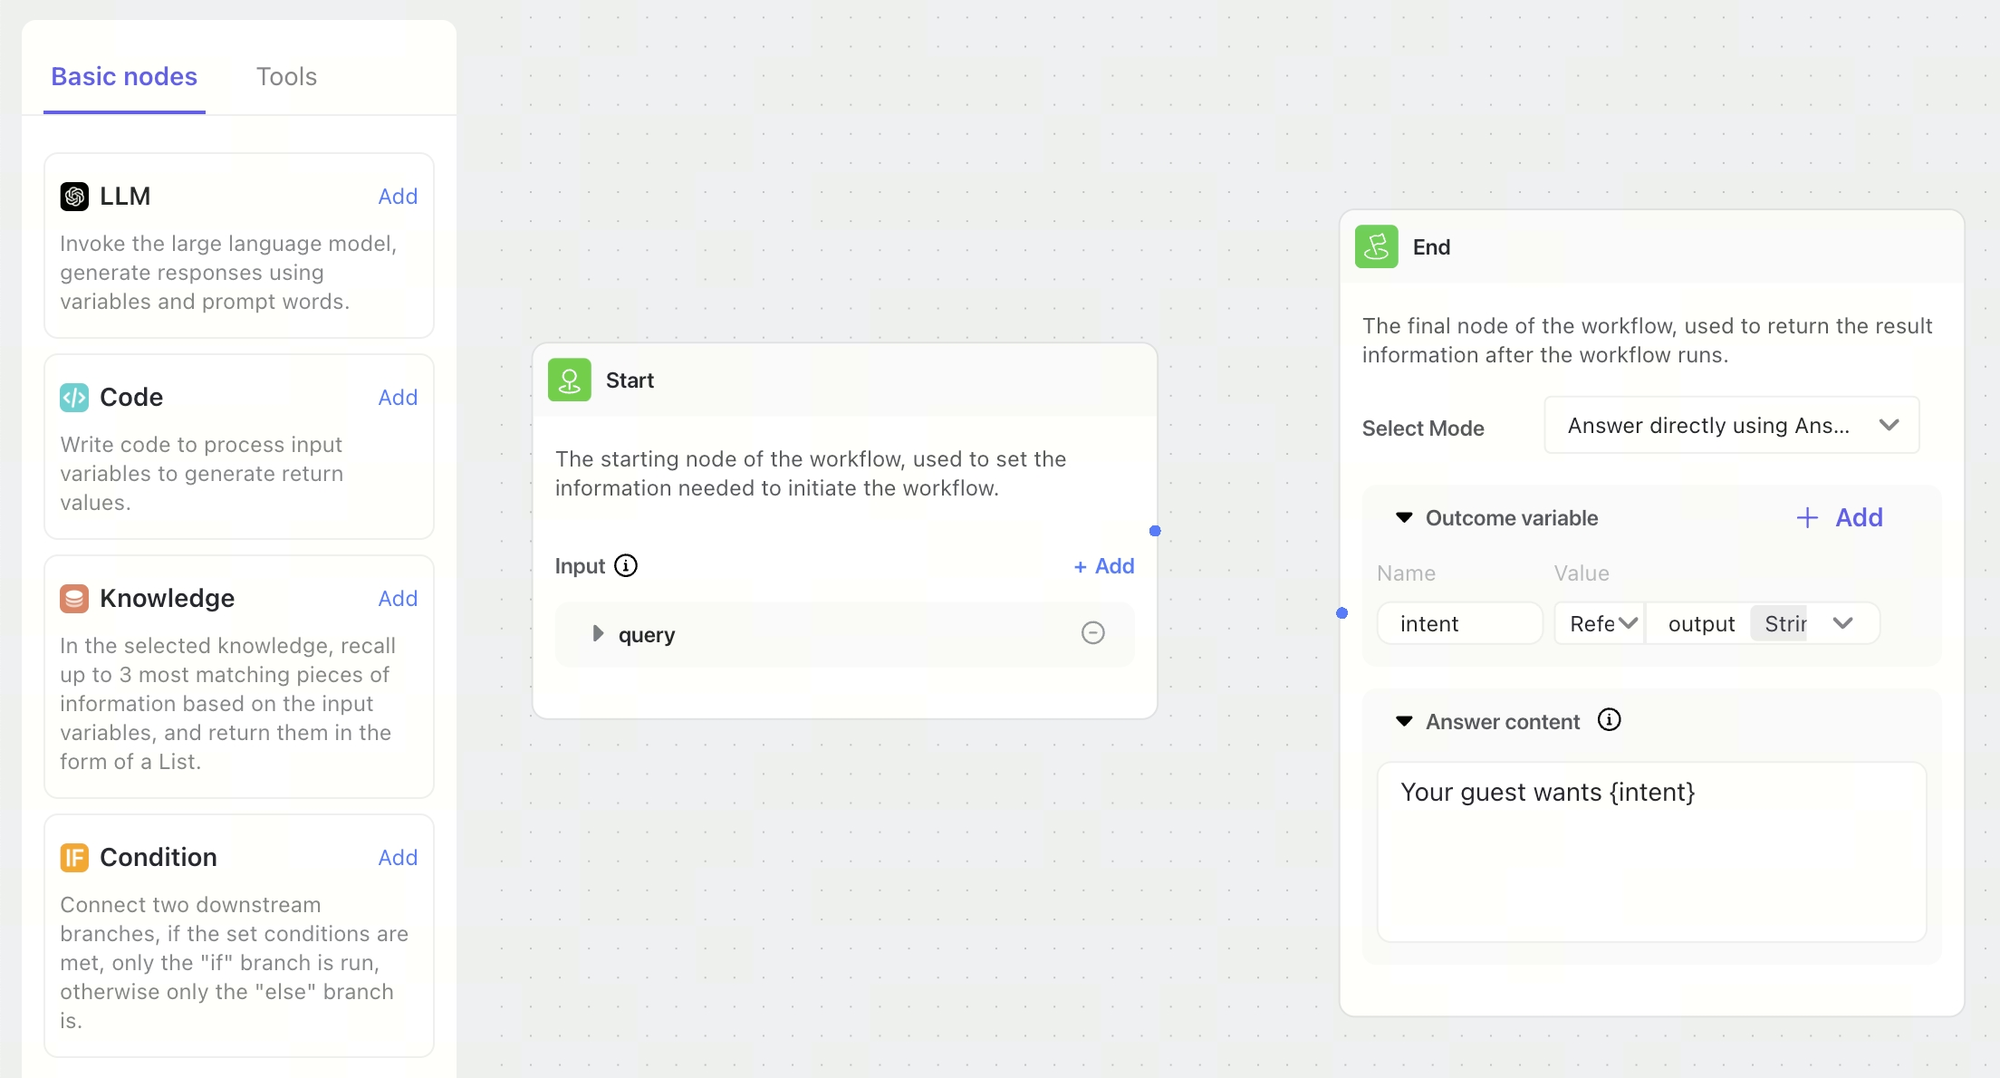 Basic nodes
Tools
LLM
Add
Invoke the large language model,
generate responses using
variables and prompt words.
Code
Add
Write code to process input
variables to generate return
values.
Knowledge
Add
In the selected knowledge, recall
up to 3 most matching pieces of
information based on the input
variables, and return them in the
form of a List.
IF
Condition
Add
Connect two downstream
branches, if the set conditions are
met, only the "if" branch is run,
otherwise only the "else" branch
is.
Start
The starting node of the workflow, used to set the
information needed to initiate the workflow.
Input
+ Add
query
End
The final node of the workflow, used to return the result
information after the workflow runs.
Select Mode
Answer directly using Ans...
Outcome variable
+ Add
Name
Value
intent
Refe
output
Strin
Answer content
Your guest wants {intent}